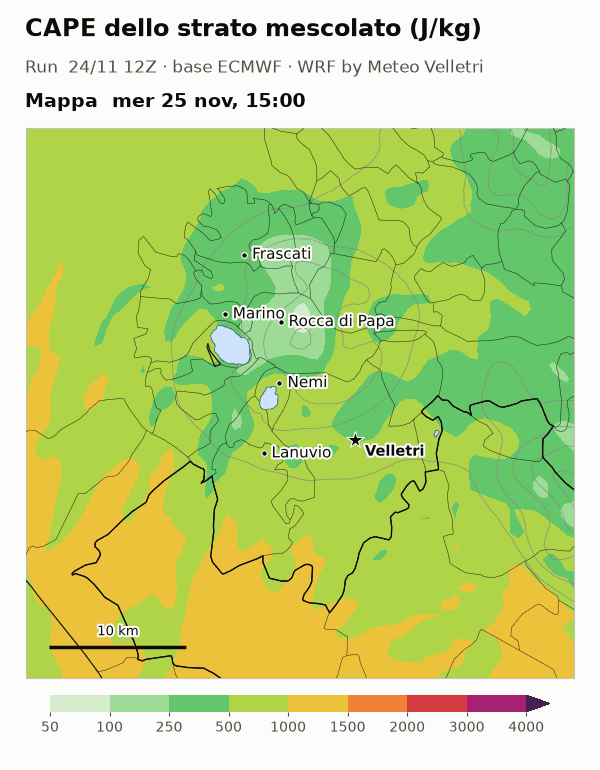 CAPE dello strato mescolato (J/kg)
Run  24/11 12Z · base ECMWF · WRF by Meteo Velletri
Mappa  mer 25 nov, 15:00
Frascati
Marino
Rocca di Papa
Nemi
Velletri
Lanuvio
10 km
50 100 250 500 1000 1500 2000 3000 4000